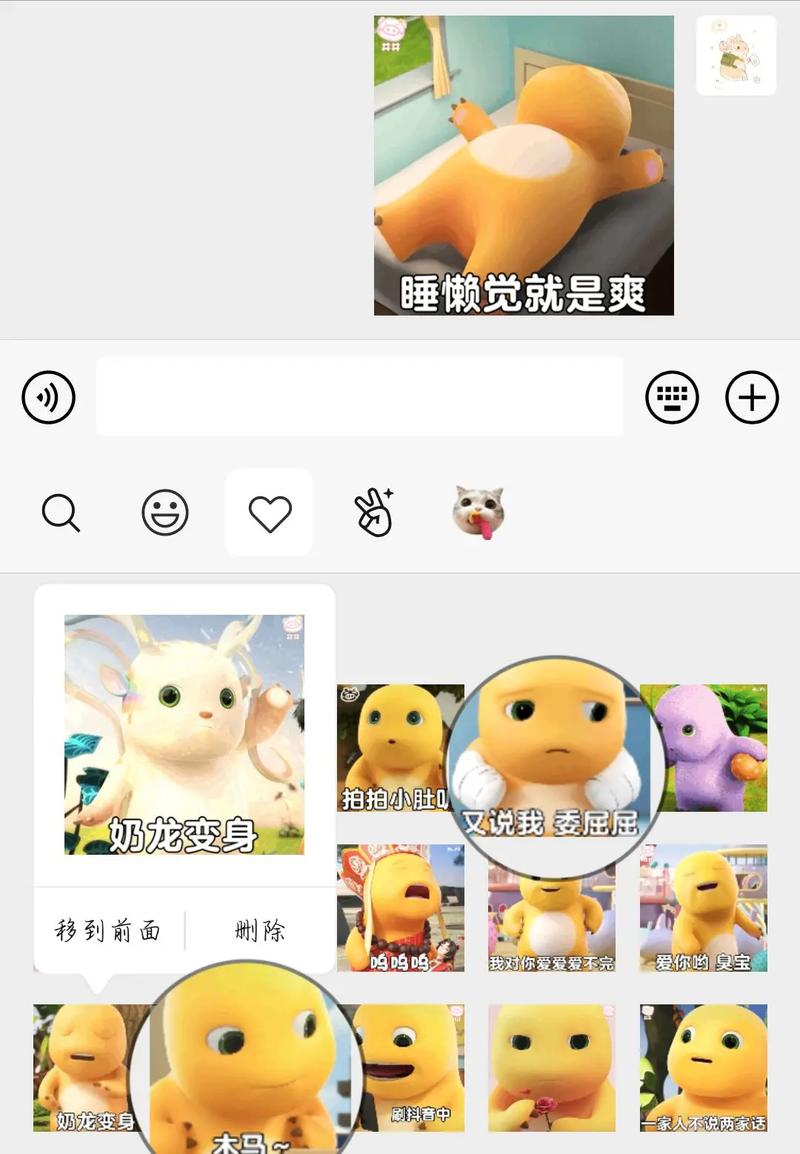 睡懒觉就是爽
奶龙变身
移到前面
删除
拍拍小肚
又说我 委屈屈
呜呜呜
我对你爱爱爱不完
爱你哟 臭宝
奶龙变身
木马~
刷抖音中
一家人不说两家话